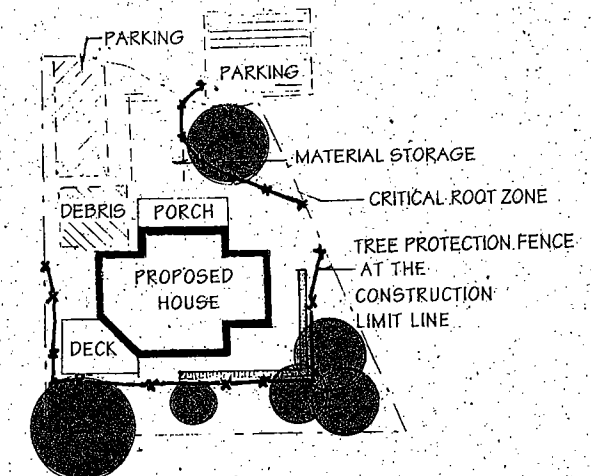 PARKING
PARKING
MATERIAL STORAGE
CRITICAL ROOT ZONE
DEBRIS
PORCH
TREE PROTECTION FENCE
AT THE
CONSTRUCTION
LIMIT LINE
PROPOSED
HOUSE
DECK